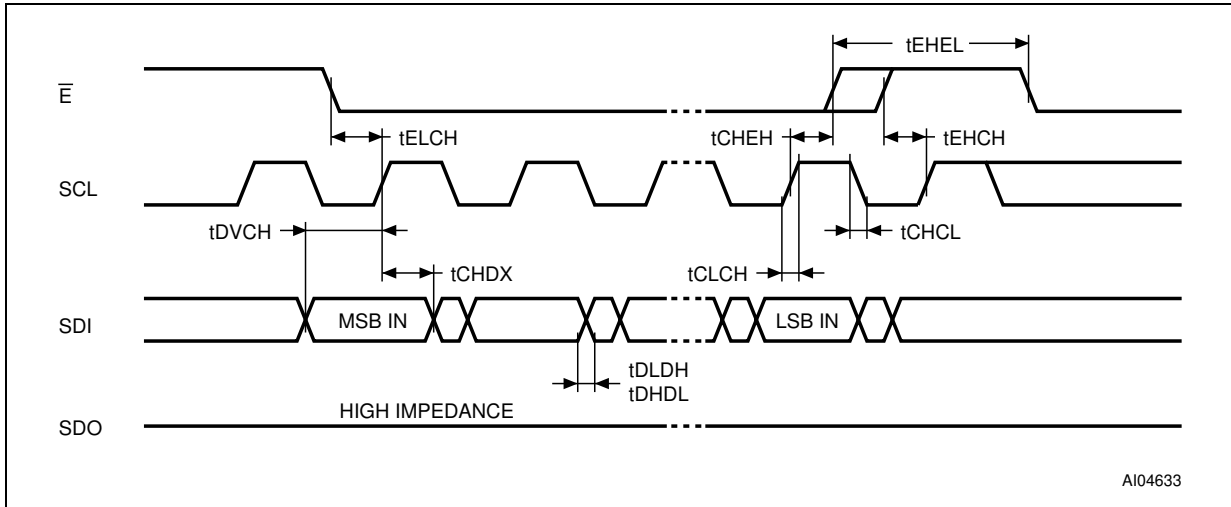 tEHEL
E̅
tELCH
tCHEH
tEHCH
SCL
tDVCH
tCHCL
tCHDX
tCLCH
SDI
MSB IN
LSB IN
tDLDH
tDHDL
HIGH IMPEDANCE
SDO
AI04633